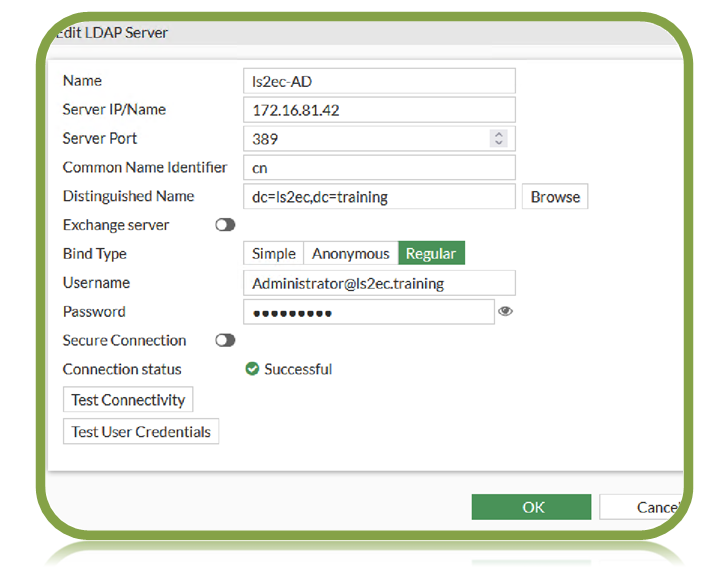 Edit LDAP Server
Name ls2ec-AD
Server IP/Name 172.16.81.42
Server Port 389
Common Name Identifier cn
Distinguished Name dc=ls2ec,dc=training Browse
Exchange server
Bind Type Simple Anonymous Regular
Username Administrator@ls2ec.training
Password •••••••••
Secure Connection
Connection status Successful
Test Connectivity
Test User Credentials
OK Cancel